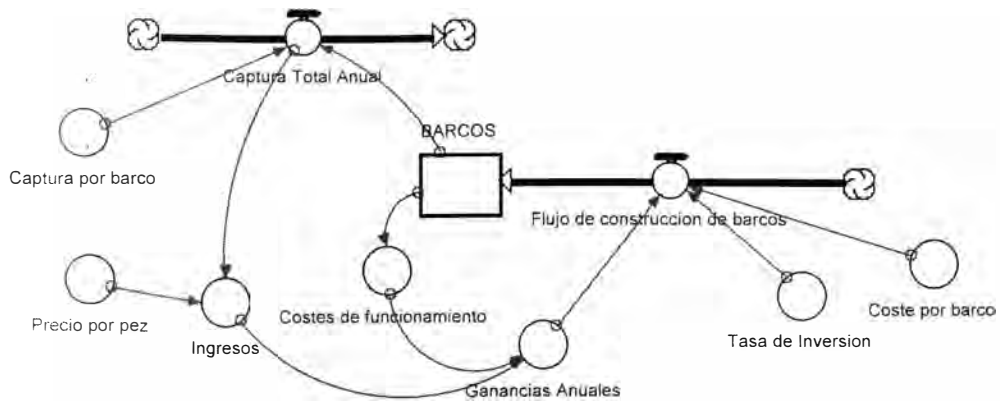 Captura Total Anual
BARCOS
Captura por barco
Flujo de construccion de barcos
Precio por pez
Ingresos
Costes de funcionamiento
Coste por barco
Tasa de Inversion
Ganancias Anuales